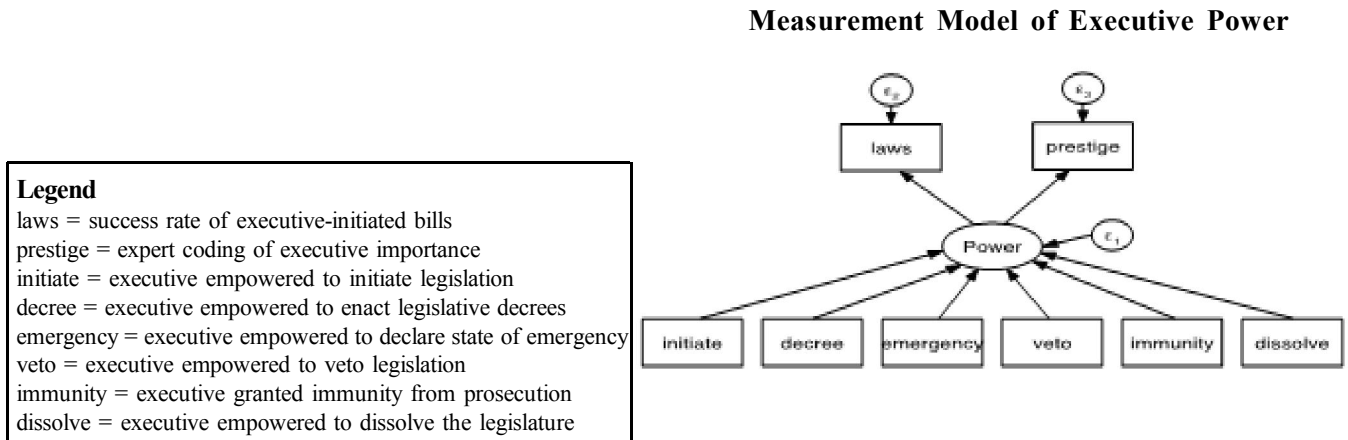 Measurement Model of Executive Power
ε₂ ε₃
laws prestige
Power ε₁
initiate decree emergency veto immunity dissolve
Legend
laws = success rate of executive-initiated bills
prestige = expert coding of executive importance
initiate = executive empowered to initiate legislation
decree = executive empowered to enact legislative decrees
emergency = executive empowered to declare state of emergency
veto = executive empowered to veto legislation
immunity = executive granted immunity from prosecution
dissolve = executive empowered to dissolve the legislature